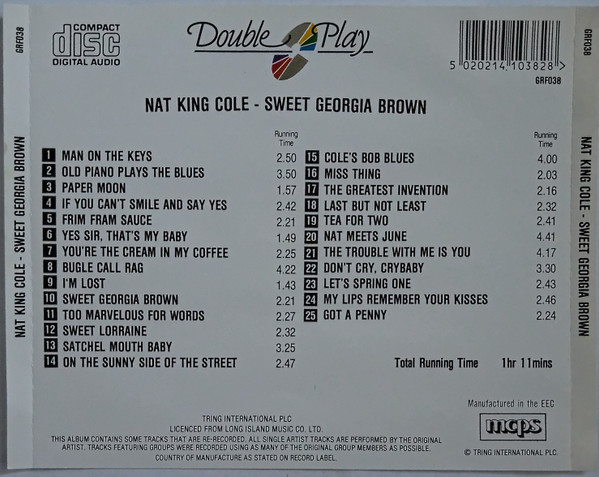 COMPACT
disc
DIGITAL AUDIO
Double Play
5 020214 103828 >
GRF038
NAT KING COLE - SWEET GEORGIA BROWN
Running
Time
1 MAN ON THE KEYS 2.50
2 OLD PIANO PLAYS THE BLUES 3.50
3 PAPER MOON 1.57
4 IF YOU CAN'T SMILE AND SAY YES 2.42
5 FRIM FRAM SAUCE 2.21
6 YES SIR, THAT'S MY BABY 1.49
7 YOU'RE THE CREAM IN MY COFFEE 2.25
8 BUGLE CALL RAG 4.22
9 I'M LOST 1.43
10 SWEET GEORGIA BROWN 2.21
11 TOO MARVELOUS FOR WORDS 2.27
12 SWEET LORRAINE 2.32
13 SATCHEL MOUTH BABY 3.25
14 ON THE SUNNY SIDE OF THE STREET 2.47
Running
Time
15 COLE'S BOB BLUES 4.00
16 MISS THING 2.03
17 THE GREATEST INVENTION 2.16
18 LAST BUT NOT LEAST 2.32
19 TEA FOR TWO 2.41
20 NAT MEETS JUNE 4.41
21 THE TROUBLE WITH ME IS YOU 4.17
22 DON'T CRY, CRYBABY 3.30
23 LET'S SPRING ONE 2.43
24 MY LIPS REMEMBER YOUR KISSES 2.46
25 GOT A PENNY 2.24
Total Running Time 1hr 11mins
Manufactured in the EEC
mcps
© TRING INTERNATIONAL PLC.
TRING INTERNATIONAL PLC
LICENCED FROM LONG ISLAND MUSIC CO. LTD.
THIS ALBUM CONTAINS SOME TRACKS THAT ARE RE-RECORDED. ALL SINGLE ARTIST TRACKS ARE PERFORMED BY THE ORIGINAL
ARTIST. TRACKS FEATURING GROUPS WERE RECORDED USING AS MANY OF THE ORIGINAL GROUP MEMBERS AS POSSIBLE.
COUNTRY OF MANUFACTURE AS STATED ON RECORD LABEL.
GRF038
NAT KING COLE - SWEET GEORGIA BROWN
GRF038
NAT KING COLE - SWEET GEORGIA BROWN